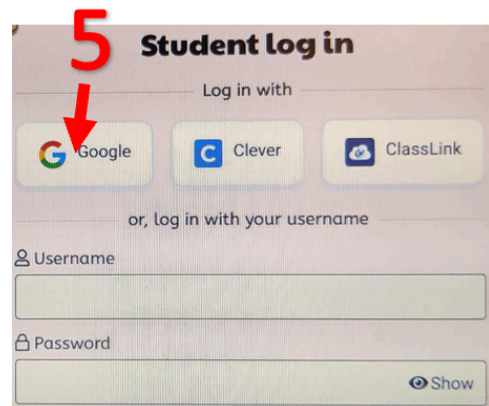 5
Student log in
Log in with
Google
C Clever
ClassLink
or, log in with your username
Username
Password
Show